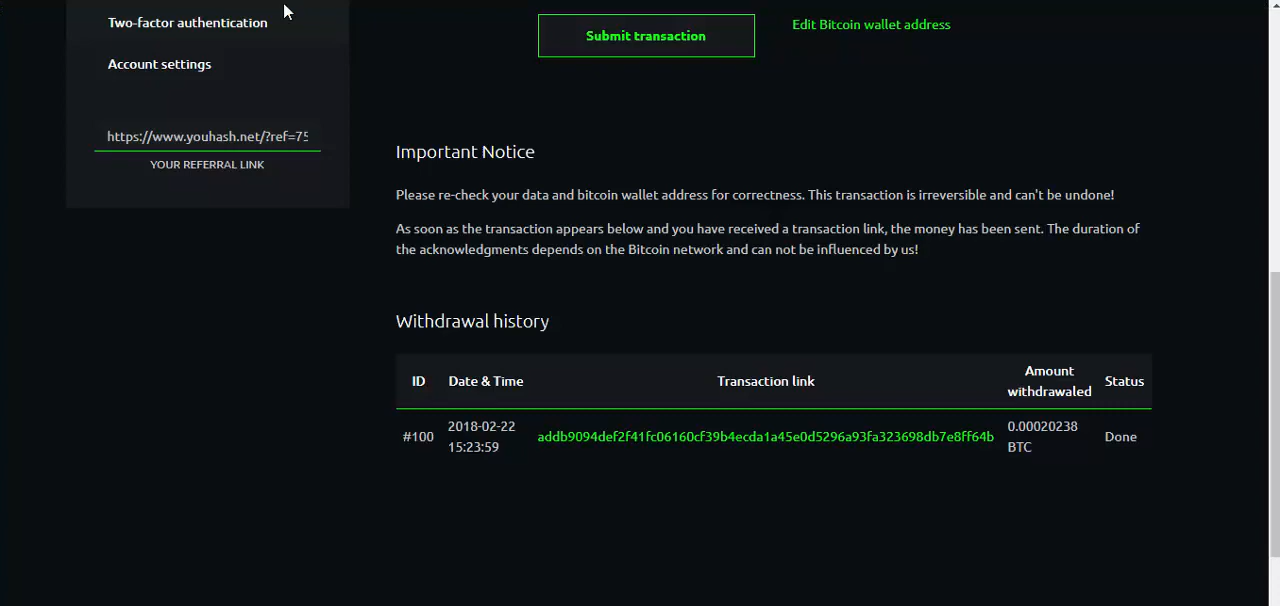 Two-factor authentication
Account settings
https://www.youhash.net/?ref=75
YOUR REFERRAL LINK
Submit transaction
Edit Bitcoin wallet address
Important Notice
Please re-check your data and bitcoin wallet address for correctness. This transaction is irreversible and can't be undone!
As soon as the transaction appears below and you have received a transaction link, the money has been sent. The duration of
the acknowledgments depends on the Bitcoin network and can not be influenced by us!
Withdrawal history
ID Date & Time Transaction link Amount withdrawaled Status
#100 2018-02-22 15:23:59 addb9094def2f41fc06160cf39b4ecda1a45e0d5296a93fa323698db7e8ff64b 0.00020238 BTC Done